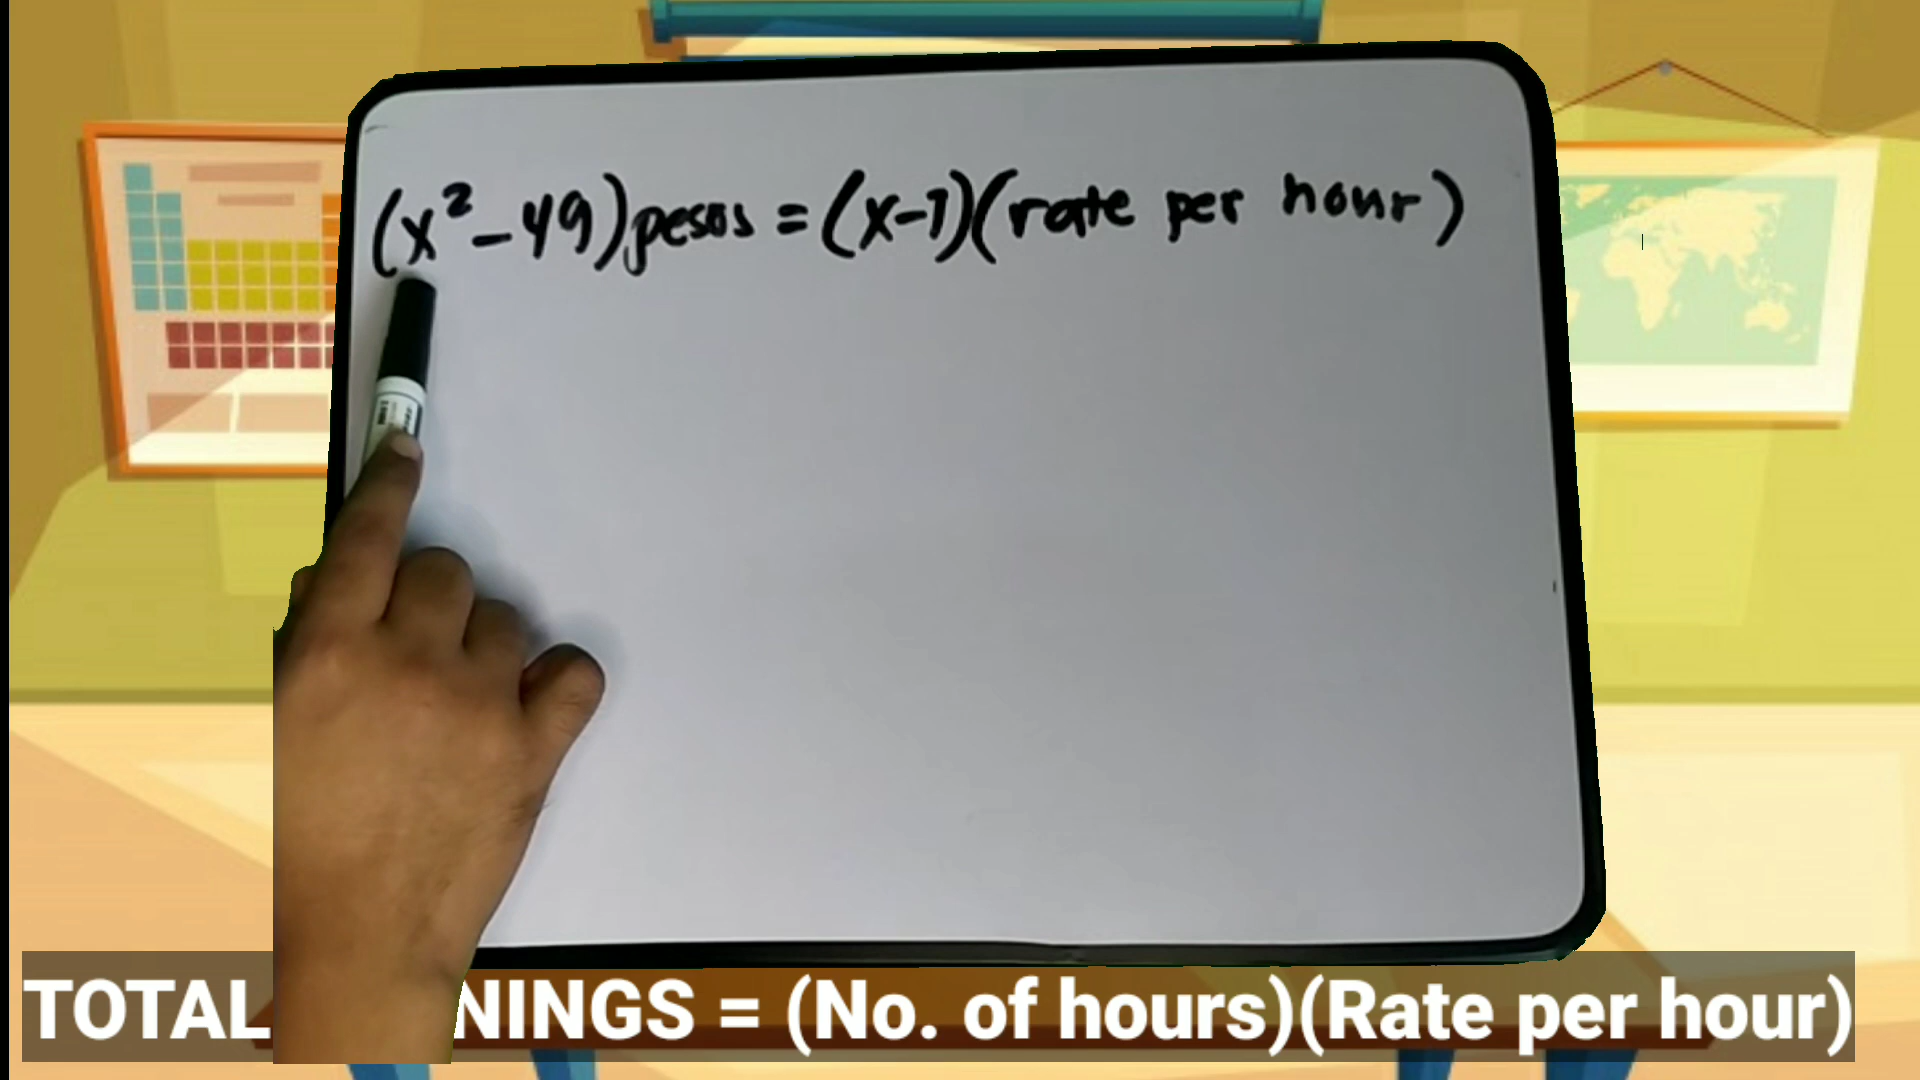 (x² - 49) pesos = (x-7)(rate per hour)
TOTAL NINGS = (No. of hours)(Rate per hour)